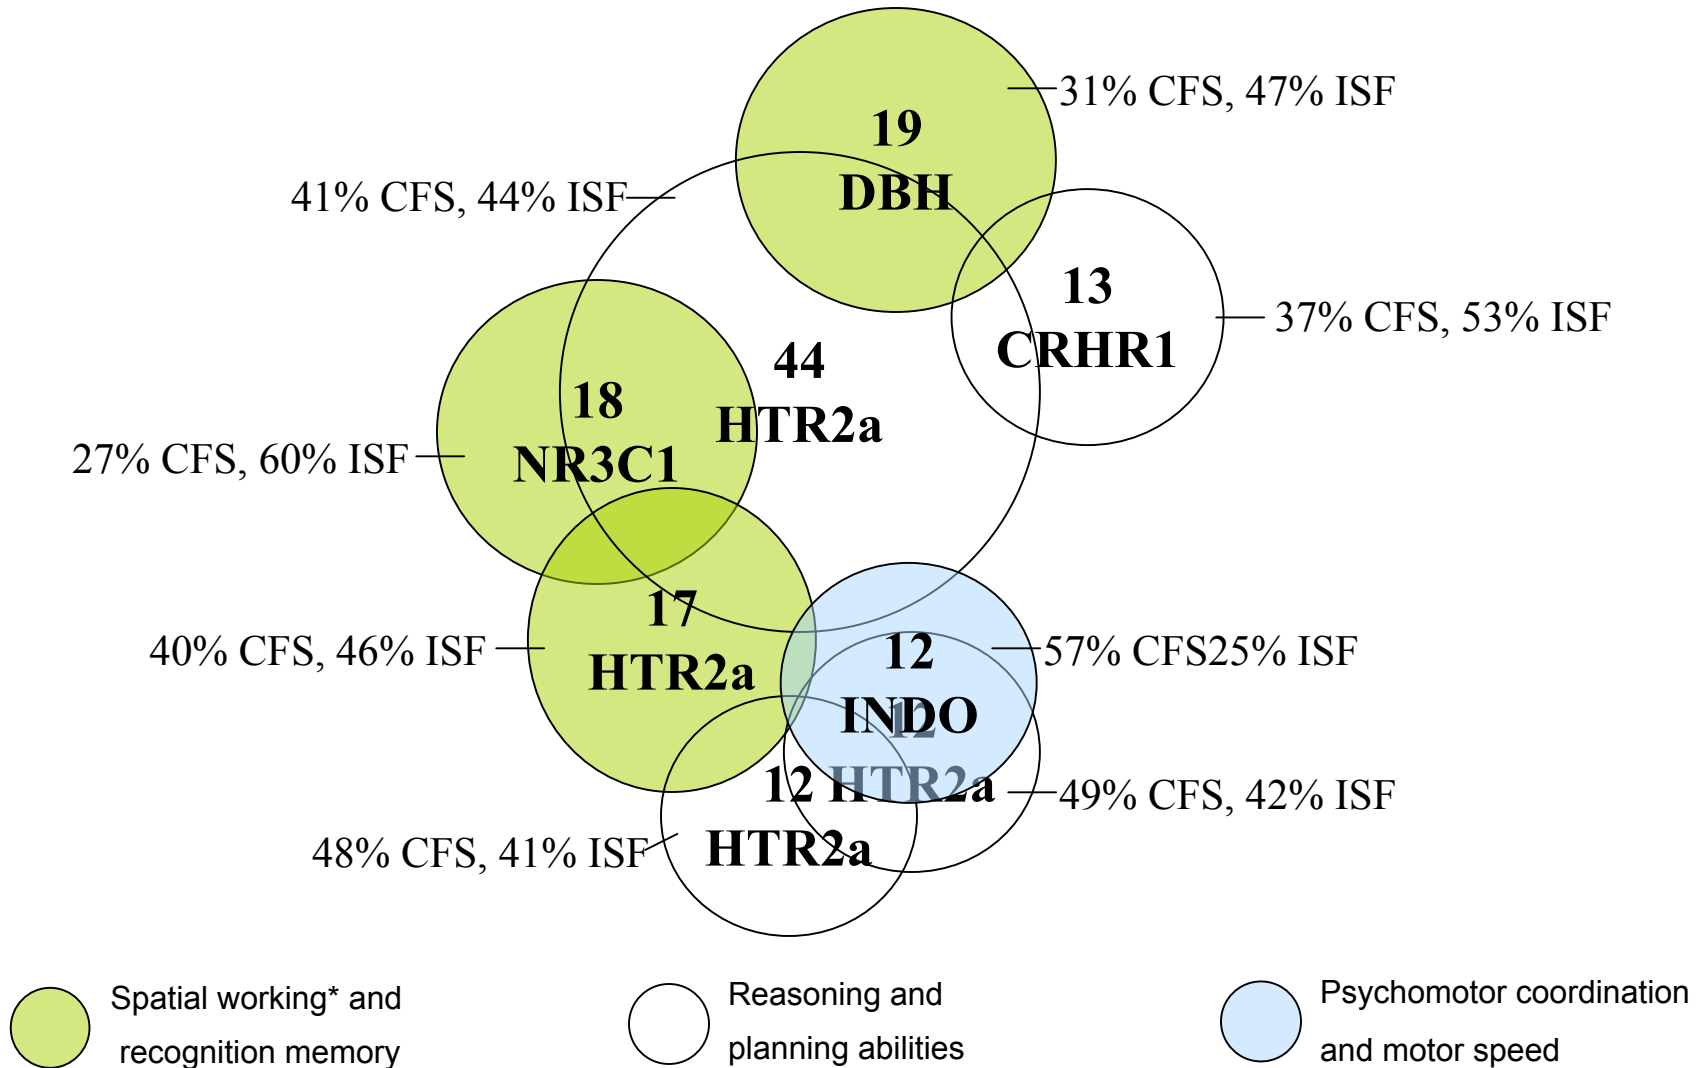 31% CFS, 47% ISF
19
DBH
41% CFS, 44% ISF
13
CRHR1
37% CFS, 53% ISF
44
HTR2a
18
NR3C1
27% CFS, 60% ISF
17
HTR2a
40% CFS, 46% ISF
12
INDO
57% CFS25% ISF
12
HTR2a
49% CFS, 42% ISF
12
HTR2a
48% CFS, 41% ISF
Spatial working* and
recognition memory
Reasoning and
planning abilities
Psychomotor coordination
and motor speed